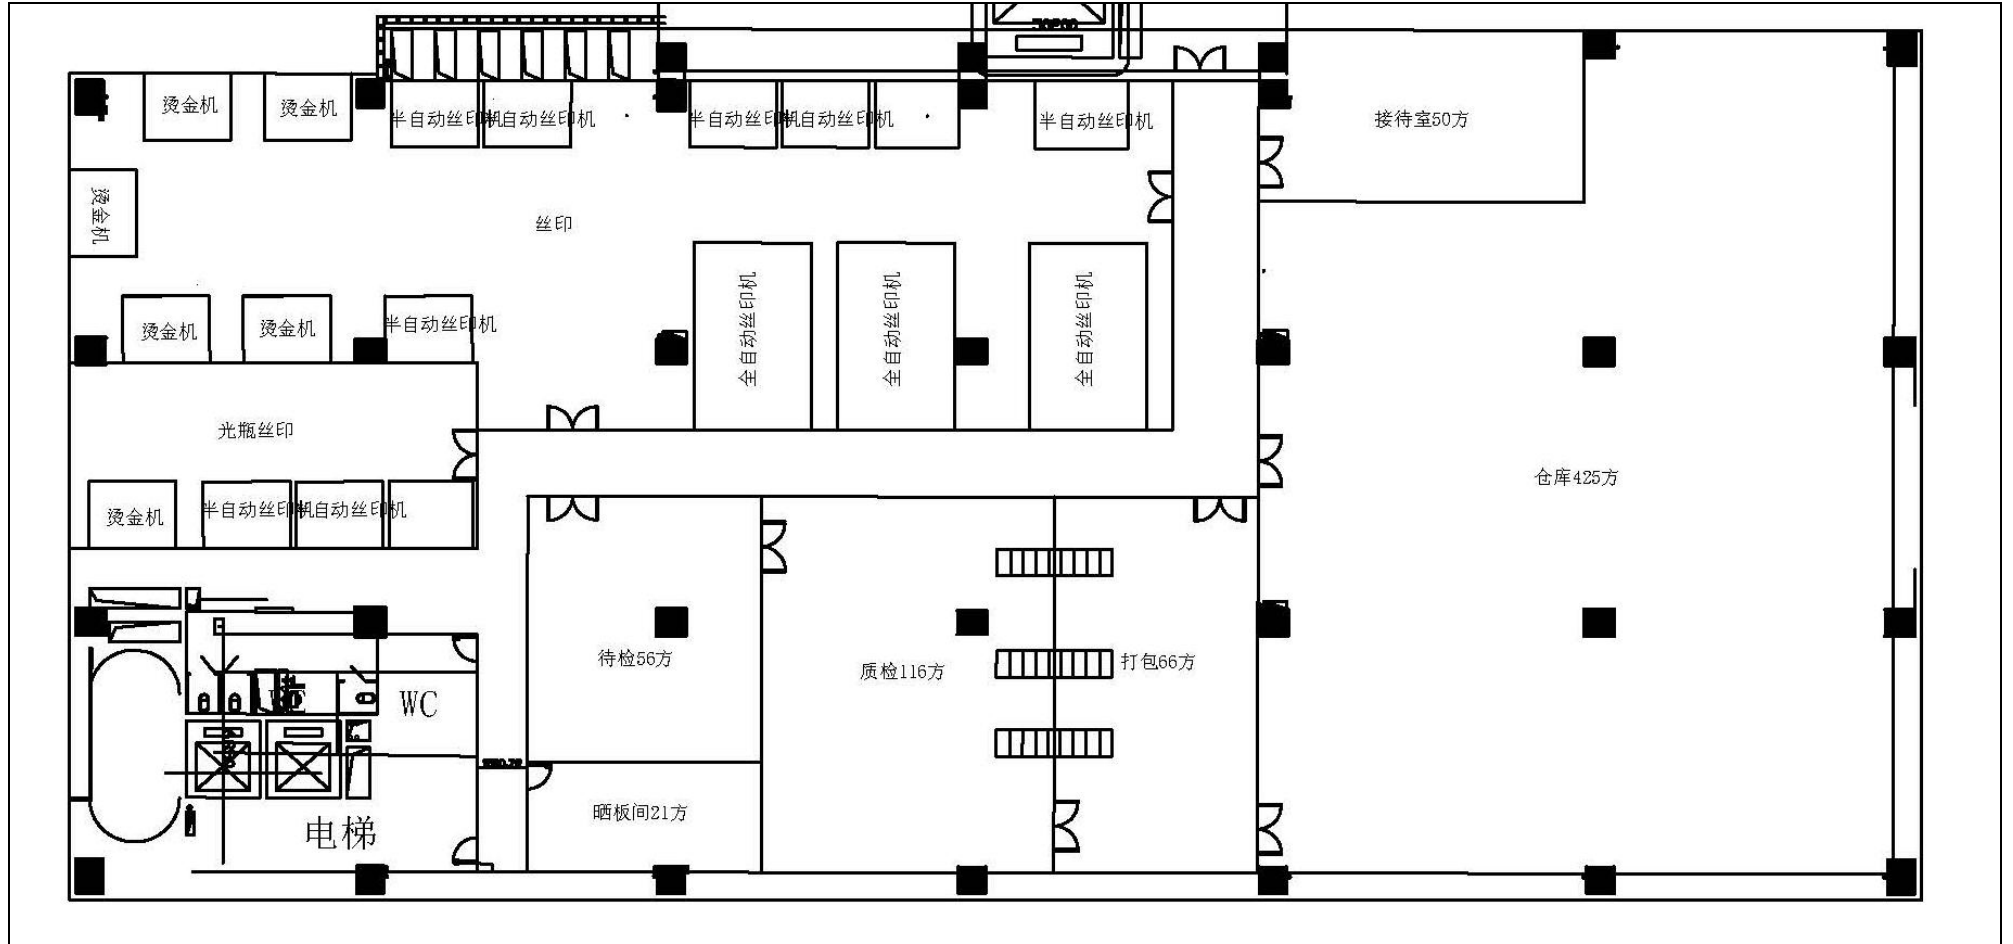 烫金机
烫金机
半自动丝印机
半自动丝印机
半自动丝印机
半自动丝印机
半自动丝印机
接待室50方
烫金机
丝印
烫金机
烫金机
半自动丝印机
全自动丝印机
全自动丝印机
全自动丝印机
光瓶丝印
仓库425方
烫金机
半自动丝印机
半自动丝印机
待检56方
质检116方
打包66方
WC
晒板间21方
电梯